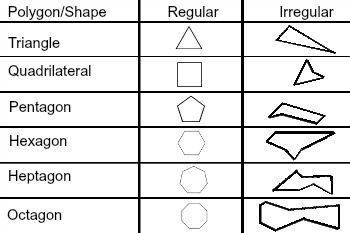 Polygon/Shape Regular Irregular
Triangle
Quadrilateral
Pentagon
Hexagon
Heptagon
Octagon